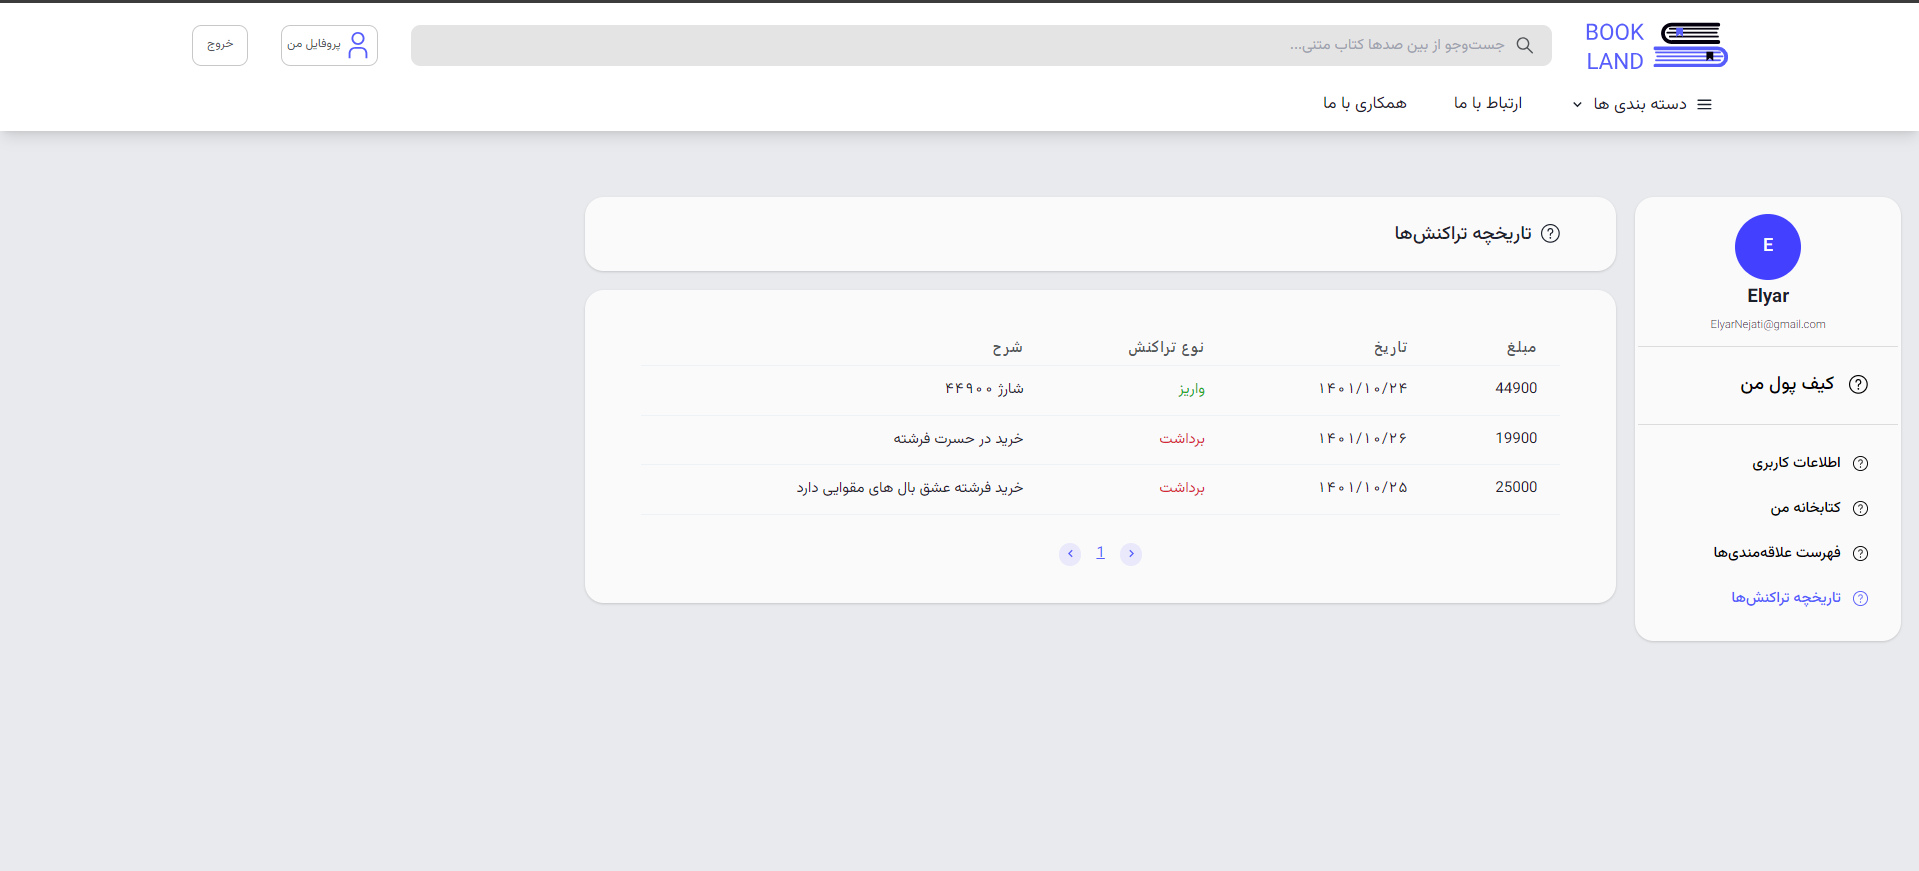 BOOK
LAND
جست‌وجو از بین صدها کتاب متنی...
پروفایل من
خروج
دسته بندی ها
ارتباط با ما
همکاری با ما
E
Elyar
ElyarNejati@gmail.com
کیف پول من
اطلاعات کاربری
کتابخانه من
فهرست علاقه‌مندی‌ها
تاریخچه تراکنش‌ها
تاریخچه تراکنش‌ها
مبلغ تاریخ نوع تراکنش شرح
44900 ۱۴۰۱/۱۰/۲۴ واریز شارژ ۴۴۹۰۰
19900 ۱۴۰۱/۱۰/۲۶ برداشت خرید در حسرت فرشته
25000 ۱۴۰۱/۱۰/۲۵ برداشت خرید فرشته عشق بال های مقوایی دارد
1